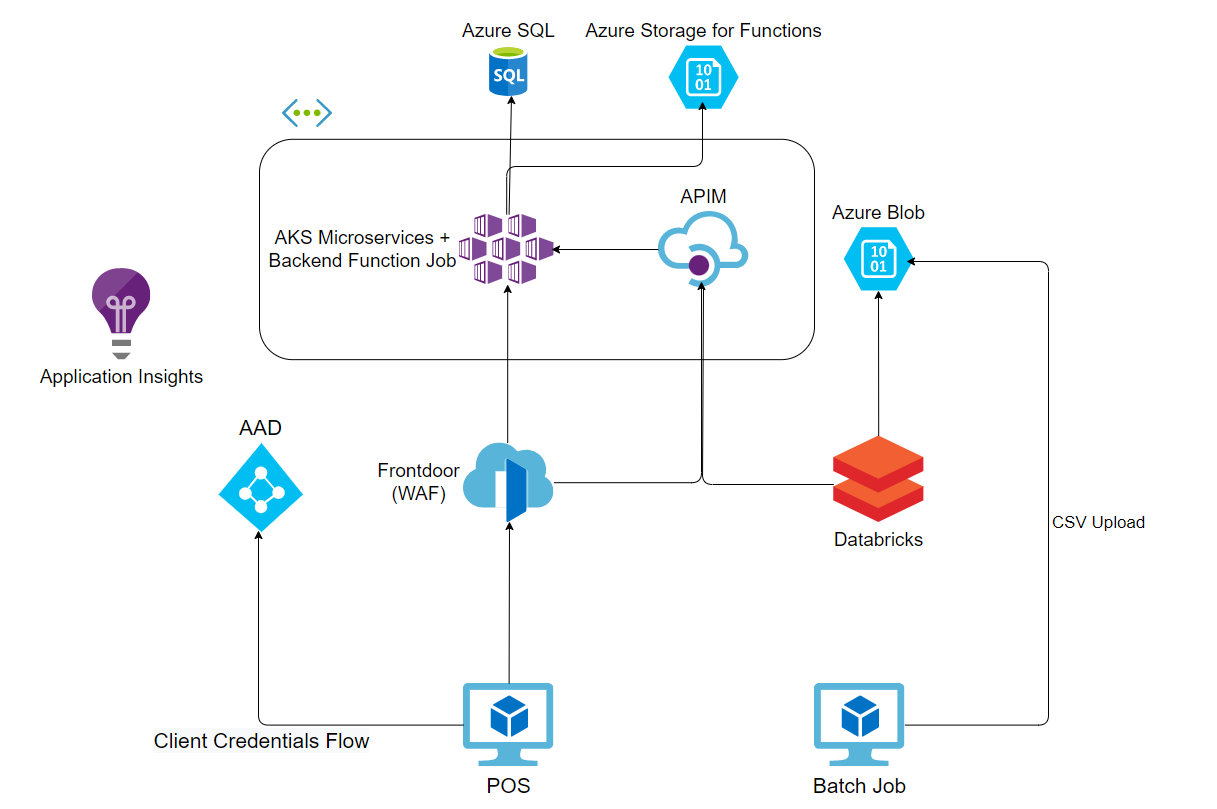 Azure SQL
Azure Storage for Functions
SQL
10
01
APIM
AKS Microservices +
Backend Function Job
Azure Blob
10
01
Application Insights
AAD
Frontdoor
(WAF)
Databricks
CSV Upload
Client Credentials Flow
POS
Batch Job